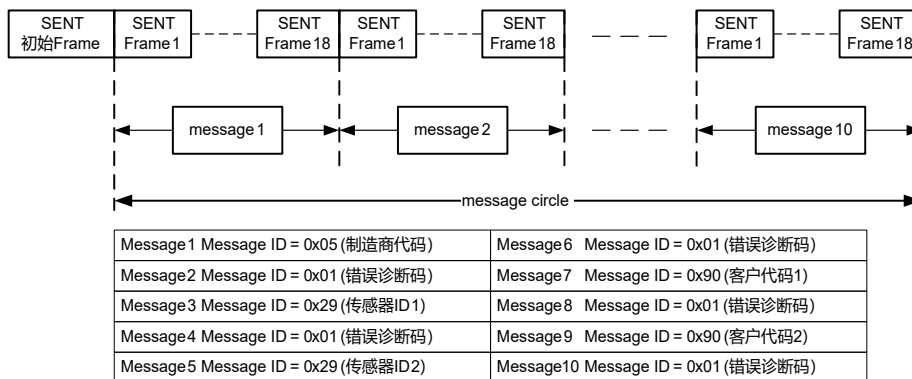 SENT
初始Frame
SENT
Frame1
SENT
Frame18
SENT
Frame1
SENT
Frame18
SENT
Frame1
SENT
Frame18
message1
message2
message10
message circle
Message1 Message ID = 0x05(制造商代码)
Message6 Message ID = 0x01(错误诊断码)
Message2 Message ID = 0x01(错误诊断码)
Message7 Message ID = 0x90(客户代码1)
Message3 Message ID = 0x29(传感器ID1)
Message8 Message ID = 0x01(错误诊断码)
Message4 Message ID = 0x01(错误诊断码)
Message9 Message ID = 0x90(客户代码2)
Message5 Message ID = 0x29(传感器ID2)
Message10 Message ID = 0x01(错误诊断码)